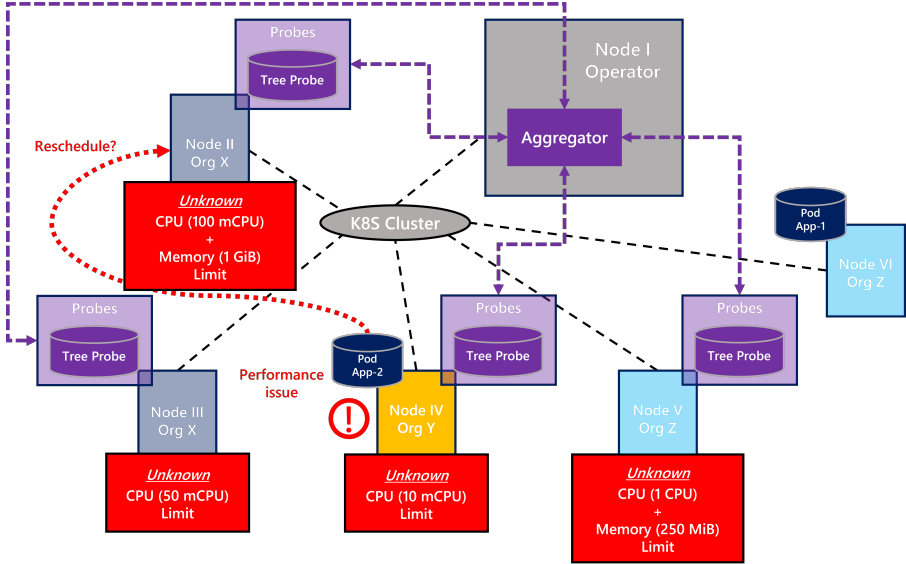 Probes
Tree Probe
Node I
Operator
Aggregator
Reschedule?
Node II
Org X
Unknown
CPU (100 mCPU)
+
Memory (1 GiB)
Limit
K8S Cluster
Pod
App-1
Node VI
Org Z
Probes
Tree Probe
Pod
App-2
Probes
Tree Probe
Probes
Tree Probe
Performance
issue
!
Node III
Org X
Node IV
Org Y
Node V
Org Z
Unknown
CPU (50 mCPU)
Limit
Unknown
CPU (10 mCPU)
Limit
Unknown
CPU (1 CPU)
+
Memory (250 MiB)
Limit